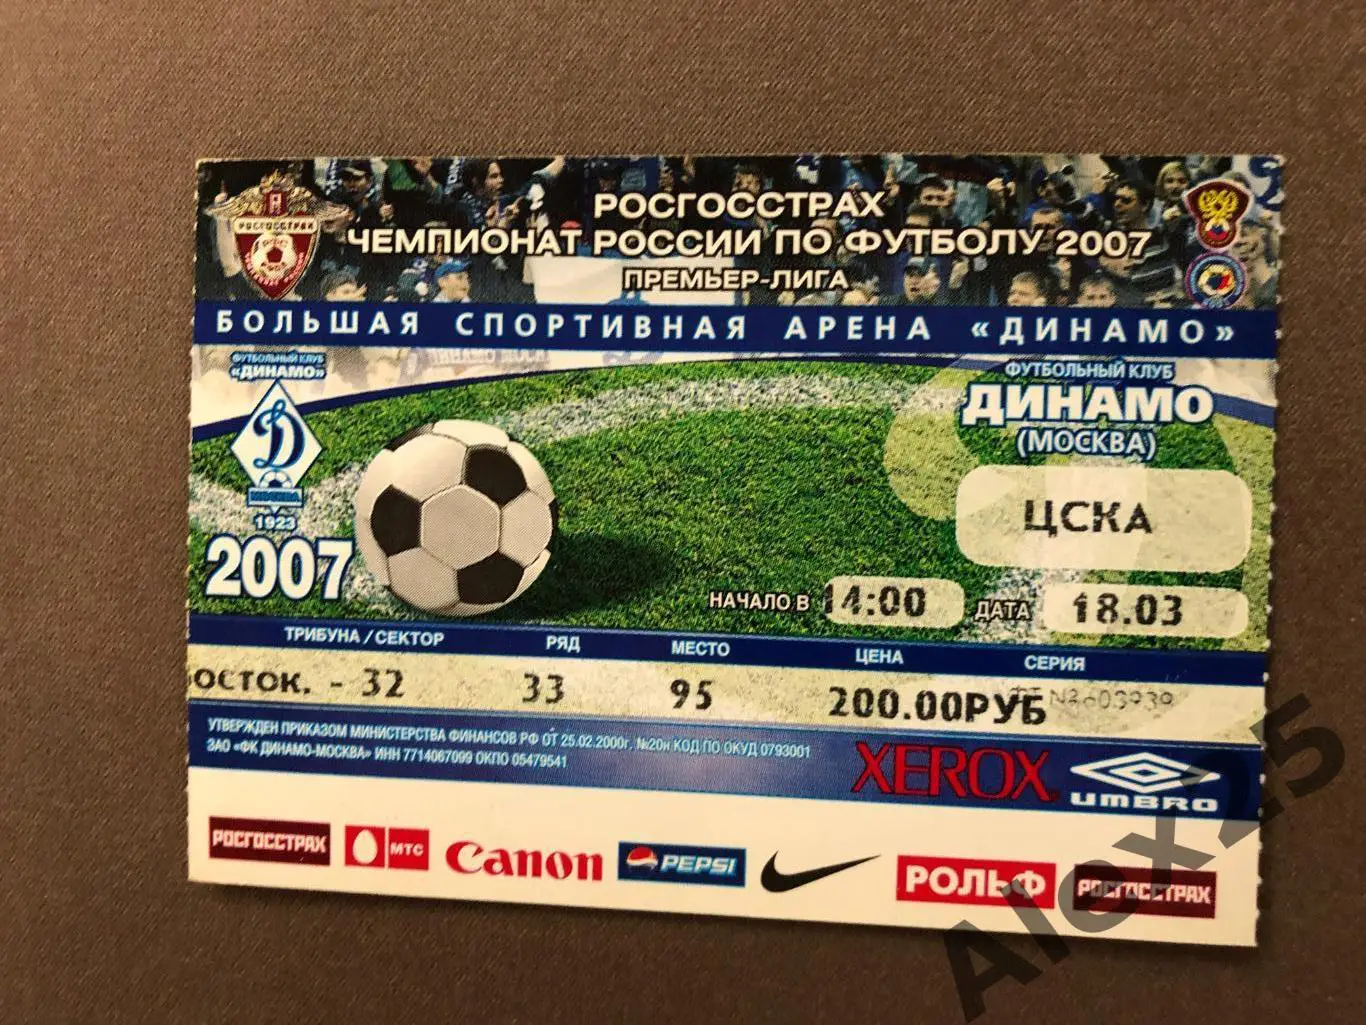 РОСГОССТРАХ
ЧЕМПИОНАТ РОССИИ ПО ФУТБОЛУ 2007
ПРЕМЬЕР-ЛИГА
РОСГОССТРАХ
БОЛЬШАЯ СПОРТИВНАЯ АРЕНА «ДИНАМО»
ФУТБОЛЬНЫЙ КЛУБ
«ДИНАМО»
Д
МОСКВА
1923
2007
ФУТБОЛЬНЫЙ КЛУБ
ДИНАМО
(МОСКВА)
ЦСКА
НАЧАЛО В 14:00 ДАТА 18.03
ТРИБУНА/СЕКТОР РЯД МЕСТО ЦЕНА СЕРИЯ
ОСТОК. - 32 33 95 200.00РУБ
УТВЕРЖДЕН ПРИКАЗОМ МИНИСТЕРСТВА ФИНАНСОВ РФ ОТ 25.02.2000г, №20н КОД ПО ОКУД 0793001
ЗАО «ФК ДИНАМО-МОСКВА» ИНН 7714067099 ОКПО 05479541
XEROX
umbro
РОСГОССТРАХ МТС Canon PEPSI РОЛЬФ РОСГОССТРАХ
Alex25